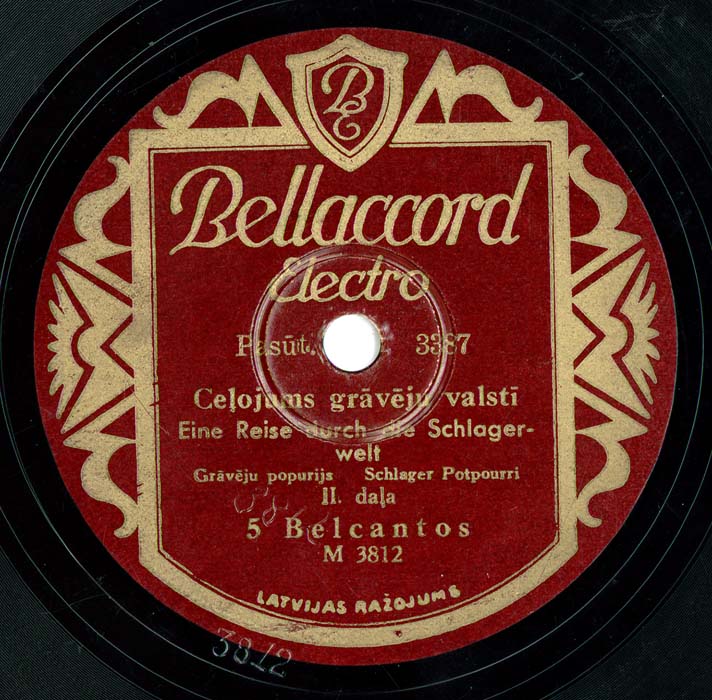 BE
Bellaccord
Electro
Pasūt. 3387
Ceļojums grāvēju valstī
Eine Reise durch die Schlager-
welt
Grāvēju popurijs Schlager Potpourri
II. daļa
5 Belcantos
M 3812
LATVIJAS RAŽOJUMS
3812